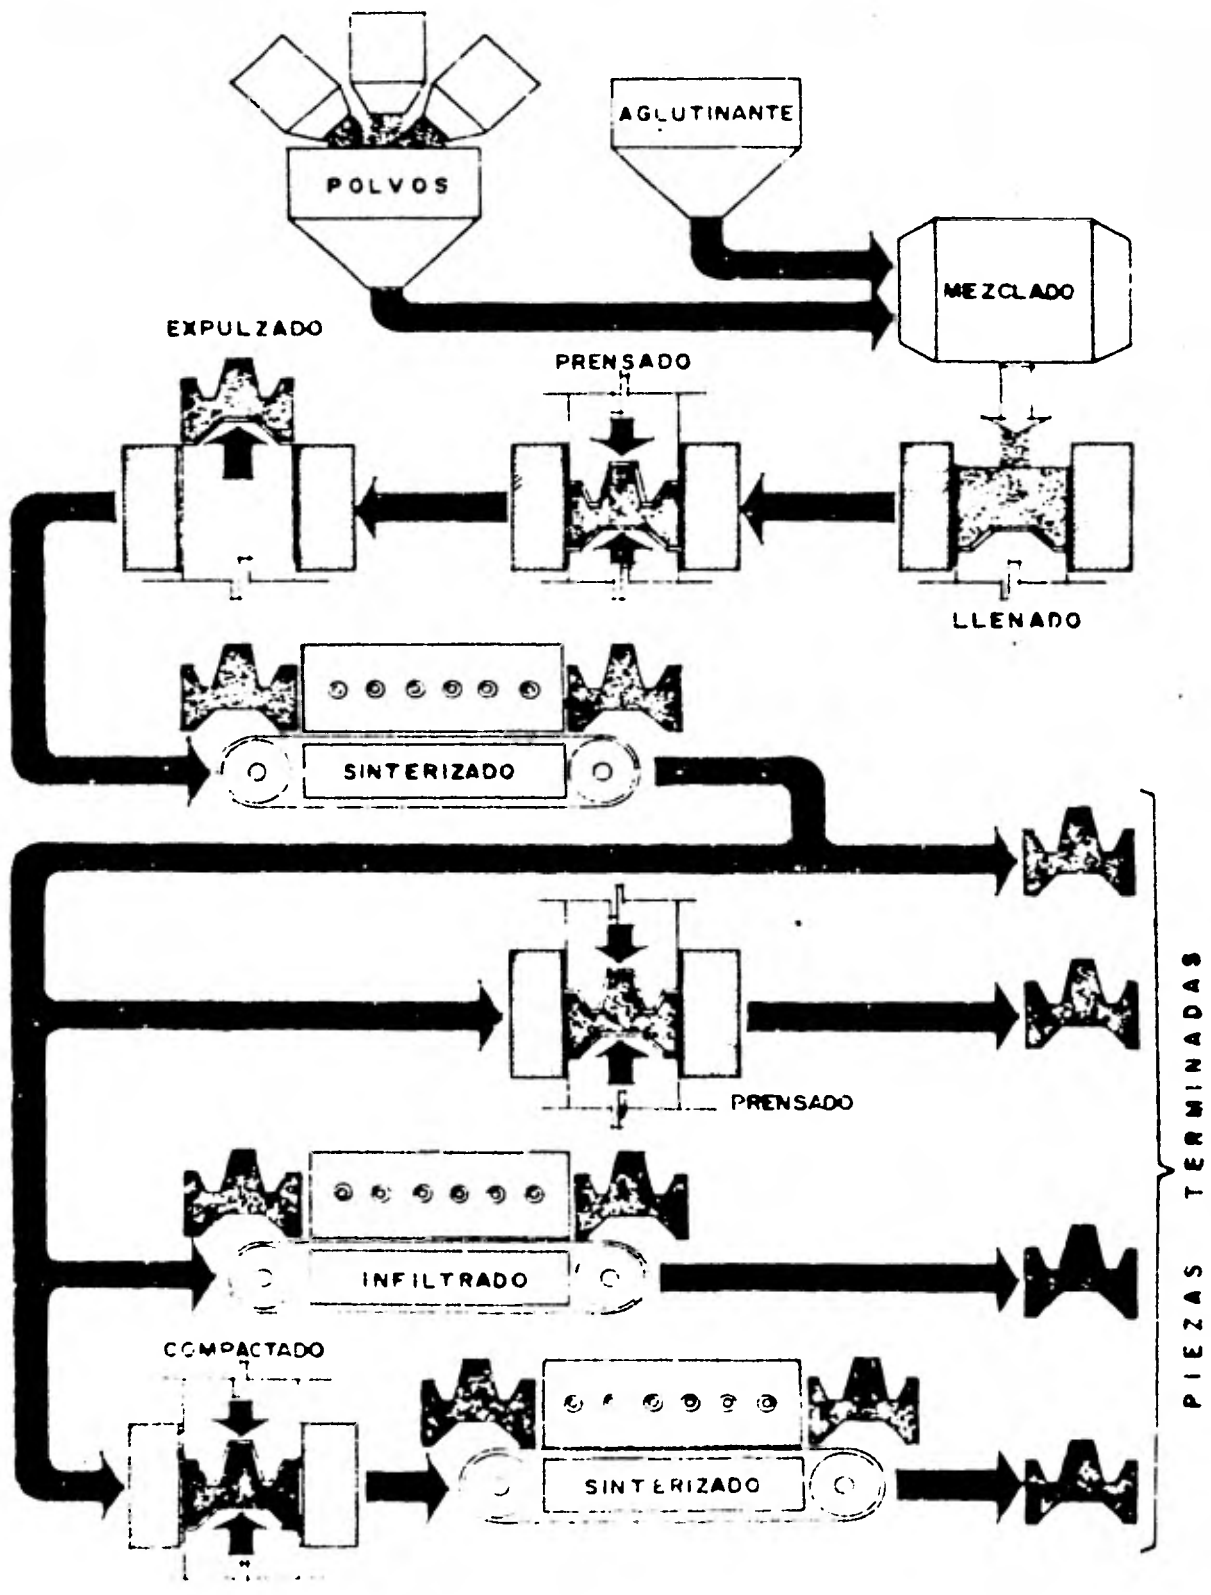 AGLUTINANTE
POLVOS
MEZCLADO
EXPULZADO
PRENSADO
LLENADO
SINTERIZADO
PRENSADO
INFILTRADO
COMPACTADO
SINTERIZADO
PIEZAS TERMINADAS